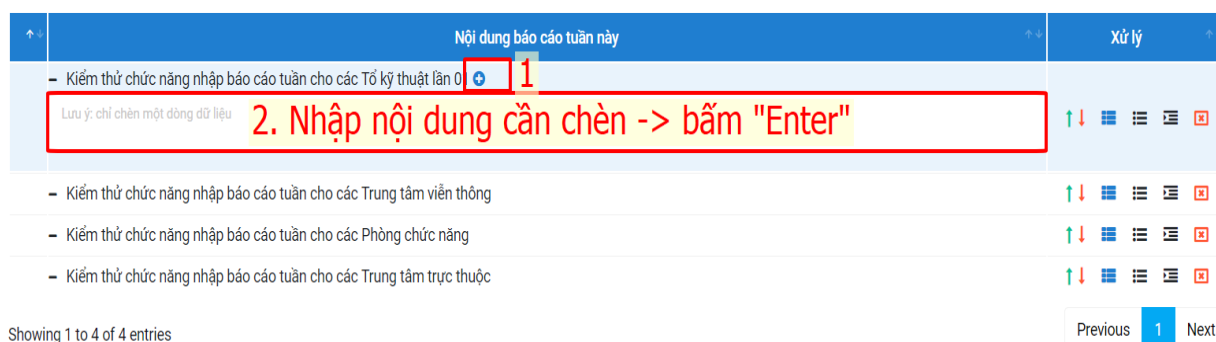 Nội dung báo cáo tuần này Xử lý
– Kiểm thử chức năng nhập báo cáo tuần cho các Tổ kỹ thuật lần 0 1
Lưu ý: chỉ chèn một dòng dữ liệu 2. Nhập nội dung cần chèn -> bấm "Enter"
– Kiểm thử chức năng nhập báo cáo tuần cho các Trung tâm viễn thông
– Kiểm thử chức năng nhập báo cáo tuần cho các Phòng chức năng
– Kiểm thử chức năng nhập báo cáo tuần cho các Trung tâm trực thuộc
Showing 1 to 4 of 4 entries Previous 1 Next